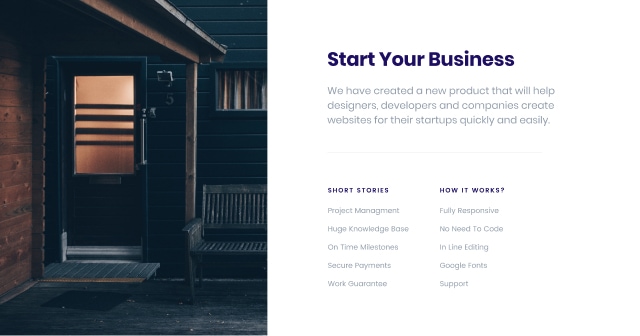 5
Start Your Business
We have created a new product that will help
designers, developers and companies create
websites for their startups quickly and easily.
SHORT STORIES
Project Managment
Huge Knowledge Base
On Time Milestones
Secure Payments
Work Guarantee
HOW IT WORKS?
Fully Responsive
No Need To Code
In Line Editing
Google Fonts
Support